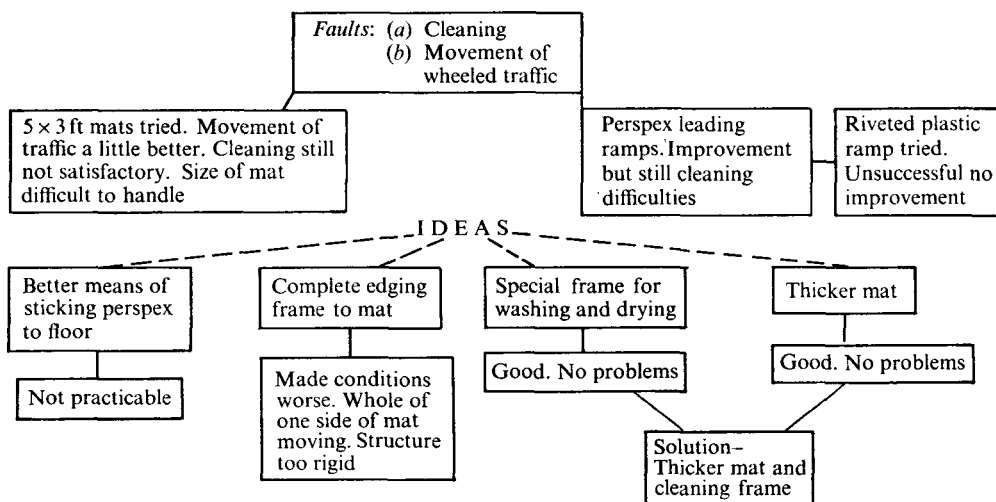 Faults: (a) Cleaning
(b) Movement of
wheeled traffic
5 × 3 ft mats tried. Movement of
traffic a little better. Cleaning still
not satisfactory. Size of mat
difficult to handle
Perspex leading
ramps. Improvement
but still cleaning
difficulties
Riveted plastic
ramp tried.
Unsuccessful no
improvement
IDEAS
Better means of
sticking perspex
to floor
Complete edging
frame to mat
Special frame for
washing and drying
Thicker mat
Not practicable
Made conditions
worse. Whole of
one side of mat
moving. Structure
too rigid
Good. No problems
Good. No problems
Solution–
Thicker mat and
cleaning frame